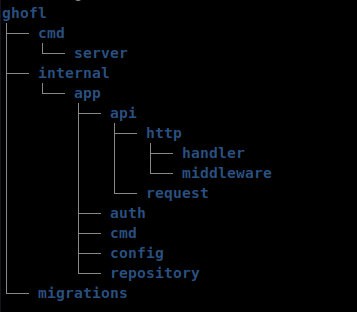 ghofl
cmd
server
internal
app
api
http
handler
middleware
request
auth
cmd
config
repository
migrations